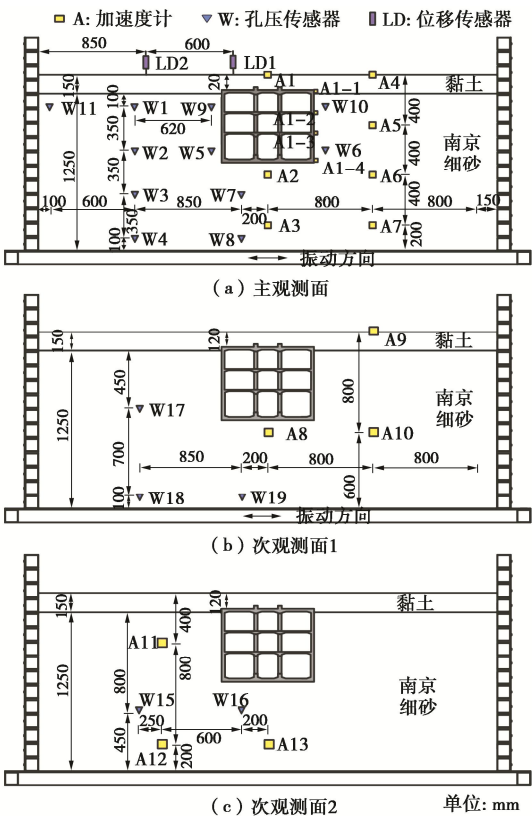 A: 加速度计 W: 孔压传感器 LD: 位移传感器
850 600
LD2 LD1
150 20 A1 A4 黏土
W11 100 W1 W9 A1-1 W10 400
350 620 A1-2 A5
1250 W2 W5 A1-3 W6 400 南京
350 A1-4 细砂
A2 A6
W3 W7 400
100 600 850 200 800 800 150
350 A3 A7
100 W4 W8 200
振动方向
(a) 主观测面
150 120 A9 黏土
450 800 南京
1250 W17 细砂
A8 A10
700 850 200 800 800
100 W18 W19 600
振动方向
(b) 次观测面1
150 400 120 黏土
A11
1250 800 800 南京
W15 W16 细砂
250 600 200
450 A12 200 A13
(c) 次观测面2 单位: mm